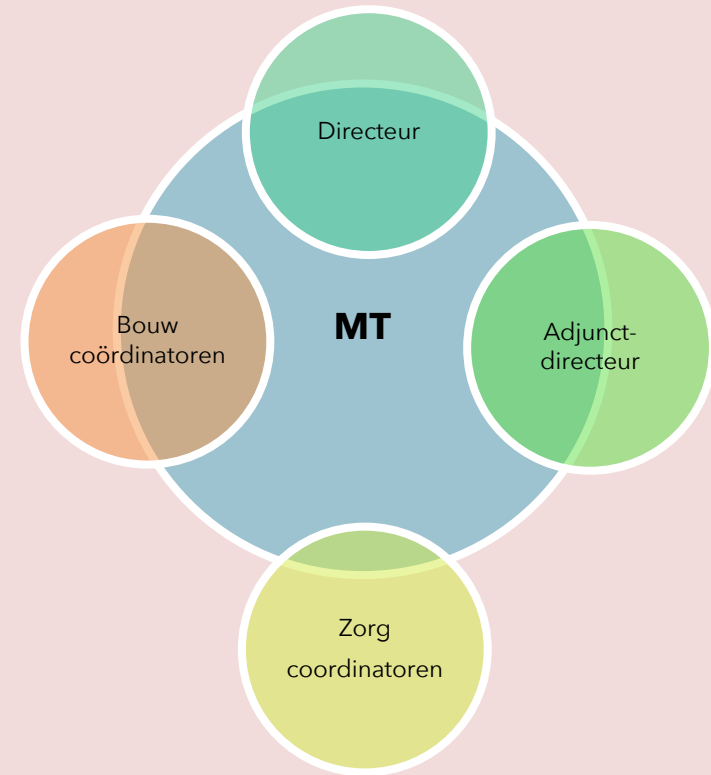 Directeur
MT
Bouw
coördinatoren
Adjunct-
directeur
Zorg
coordinatoren